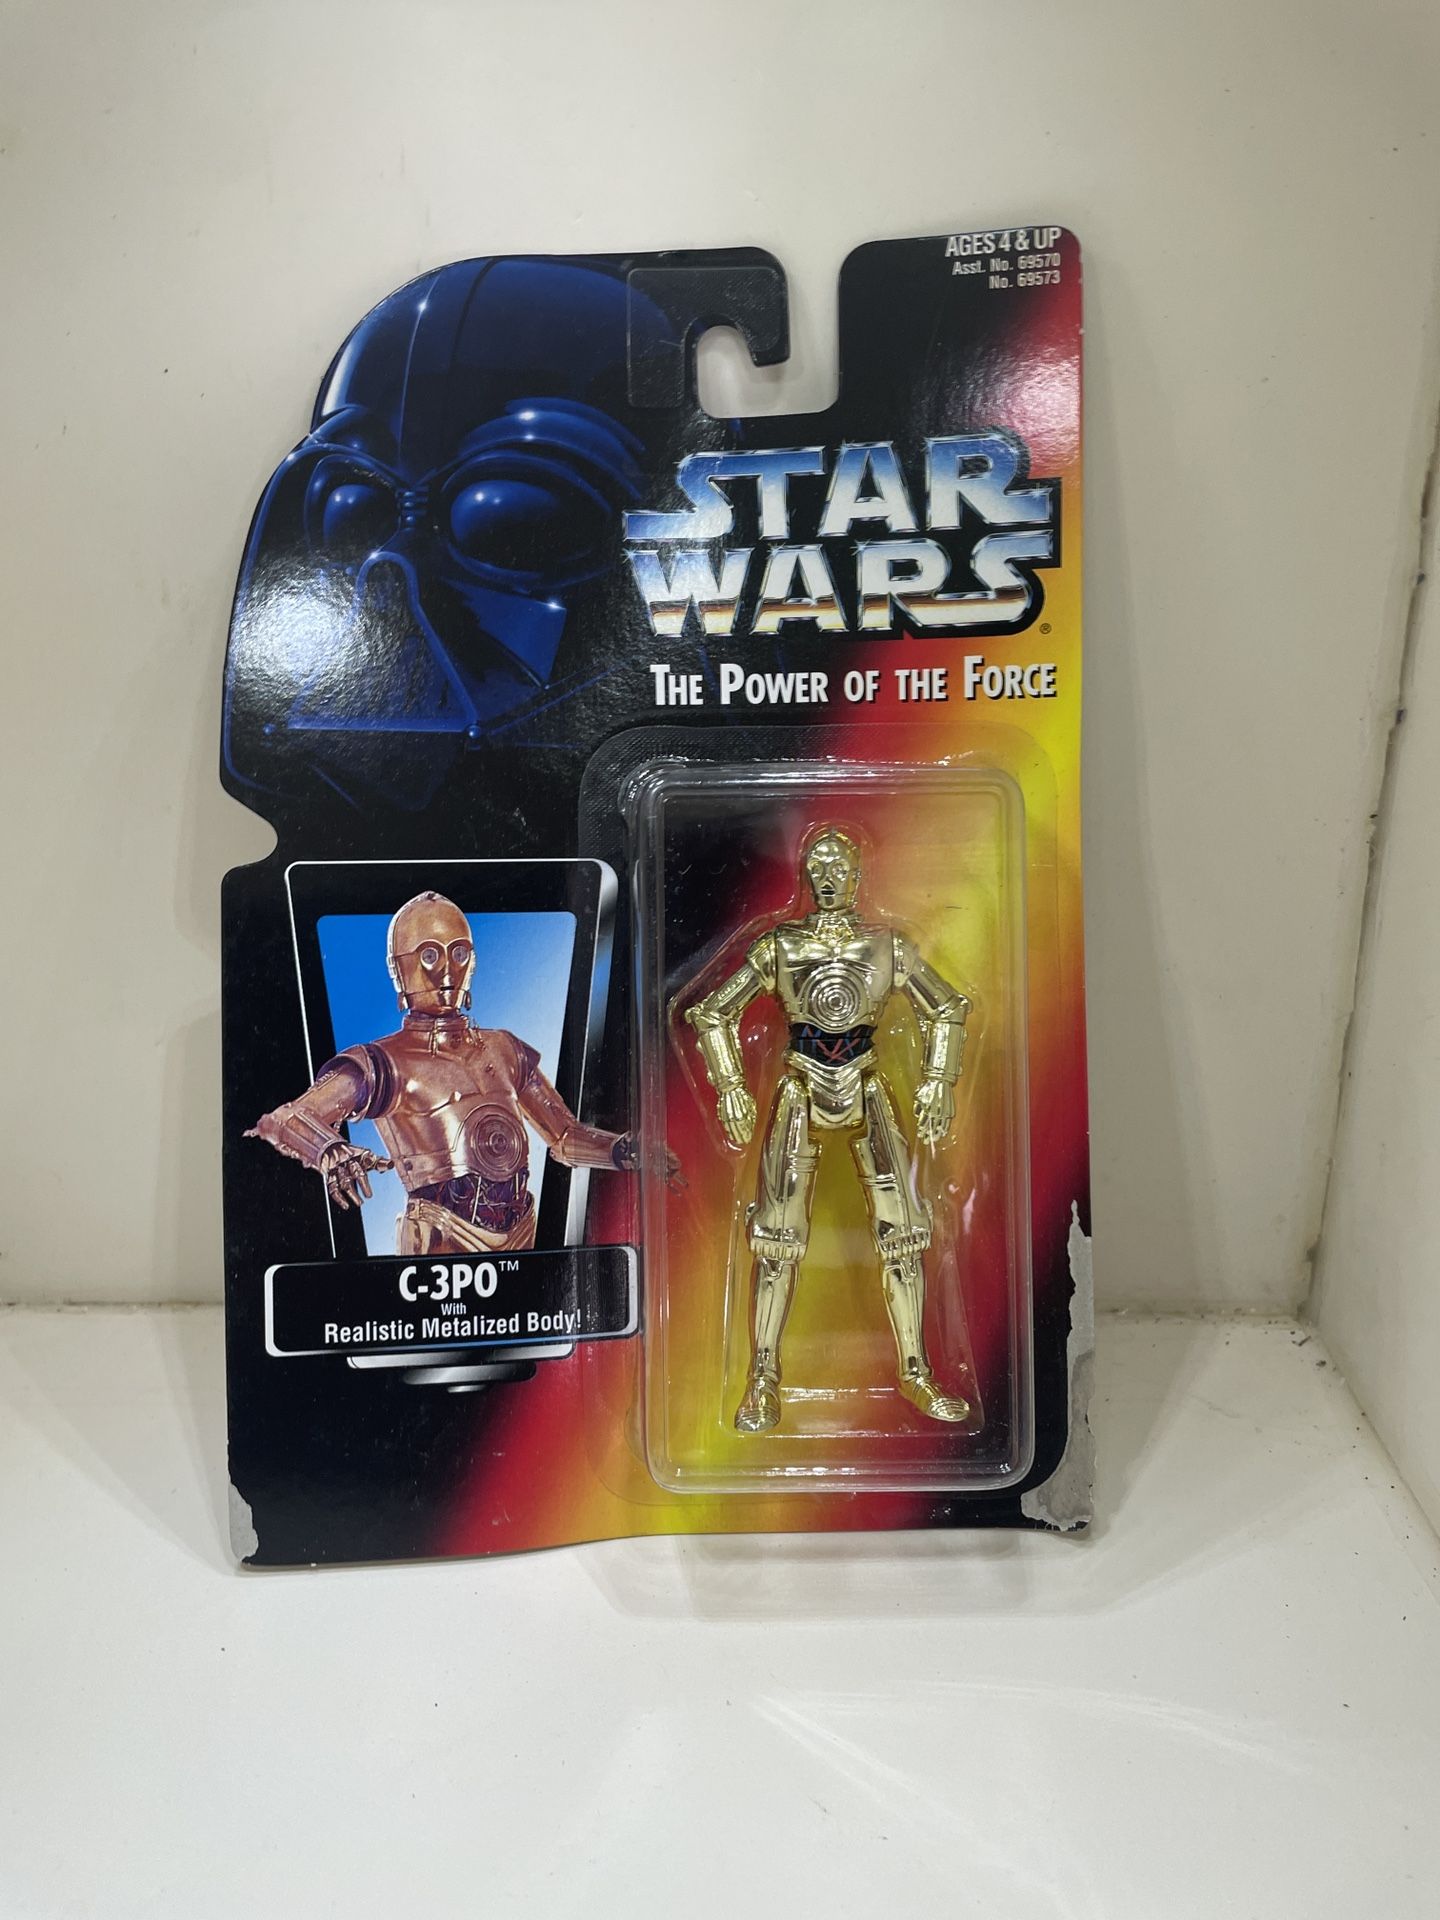 AGES 4 & UP
Asst. No. 69570
No. 69573
STAR
WARS®
THE POWER OF THE FORCE
C-3PO™
With
Realistic Metalized Body!